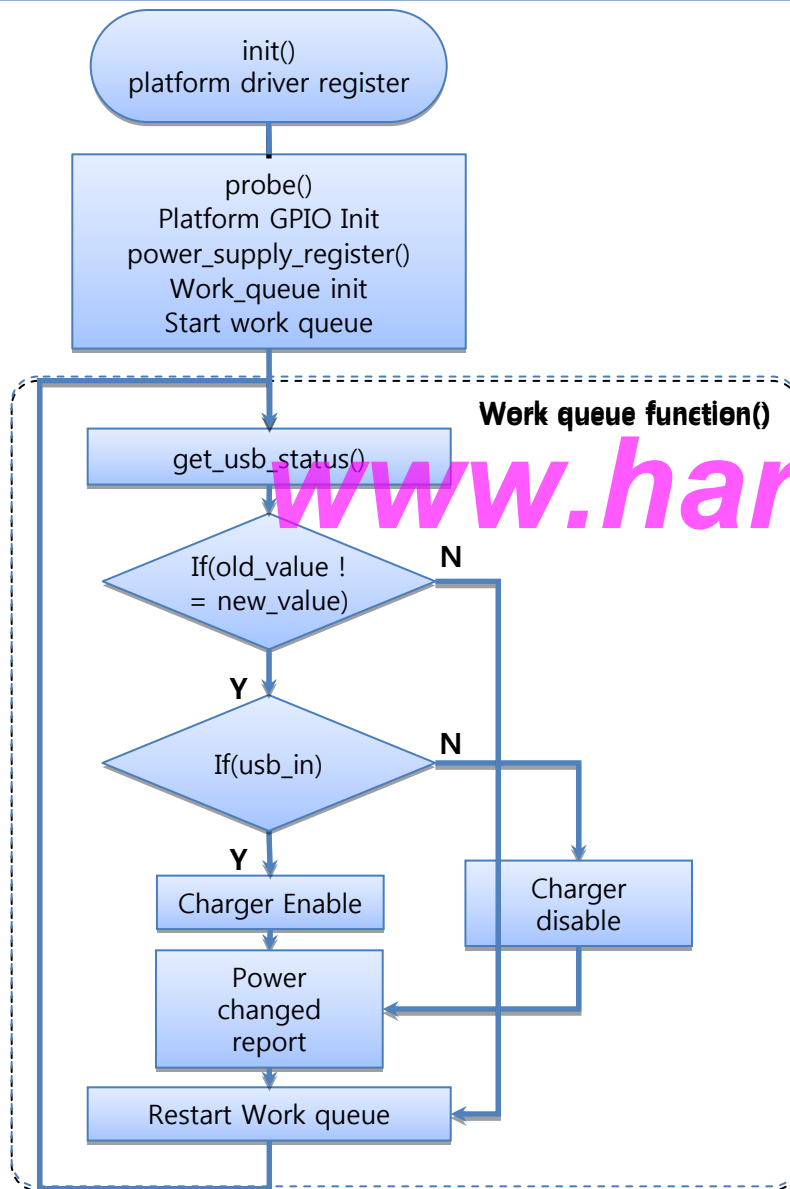 init()
platform driver register
probe()
Platform GPIO Init
power_supply_register()
Work_queue init
Start work queue
Work queue function()
get_usb_status()
www.har
If(old_value !
= new_value)
N
Y
If(usb_in)
N
Y
Charger Enable
Charger
disable
Power
changed
report
Restart Work queue